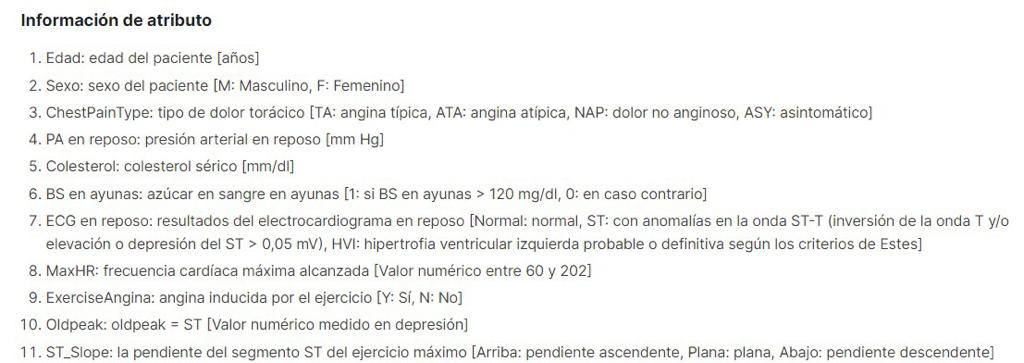 Información de atributo
1. Edad: edad del paciente [años]
2. Sexo: sexo del paciente [M: Masculino, F: Femenino]
3. ChestPainType: tipo de dolor torácico [TA: angina típica, ATA: angina atípica, NAP: dolor no anginoso, ASY: asintomático]
4. PA en reposo: presión arterial en reposo [mm Hg]
5. Colesterol: colesterol sérico [mm/dl]
6. BS en ayunas: azúcar en sangre en ayunas [1: si BS en ayunas > 120 mg/dl, 0: en caso contrario]
7. ECG en reposo: resultados del electrocardiograma en reposo [Normal: normal, ST: con anomalías en la onda ST-T (inversión de la onda T y/o
elevación o depresión del ST > 0,05 mV), HVI: hipertrofia ventricular izquierda probable o definitiva según los criterios de Estes]
8. MaxHR: frecuencia cardíaca máxima alcanzada [Valor numérico entre 60 y 202]
9. ExerciseAngina: angina inducida por el ejercicio [Y: Sí, N: No]
10. Oldpeak: oldpeak = ST [Valor numérico medido en depresión]
11. ST_Slope: la pendiente del segmento ST del ejercicio máximo [Arriba: pendiente ascendente, Plana: plana, Abajo: pendiente descendente]